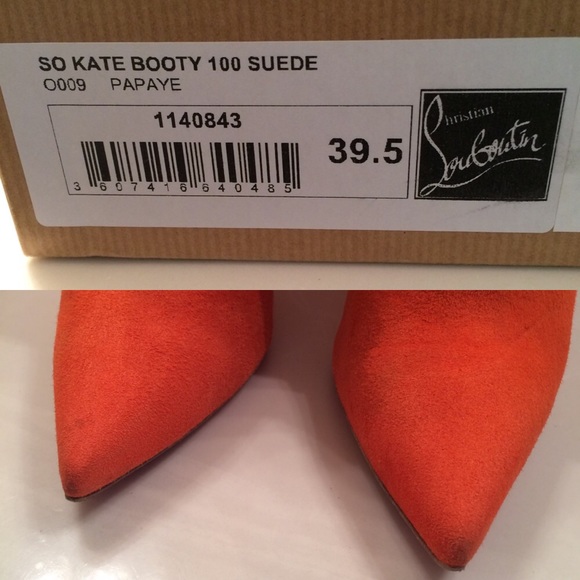 SO KATE BOOTY 100 SUEDE
O009 PAPAYE
1140843
3 607416 640485
39.5
Christian
Louboutin